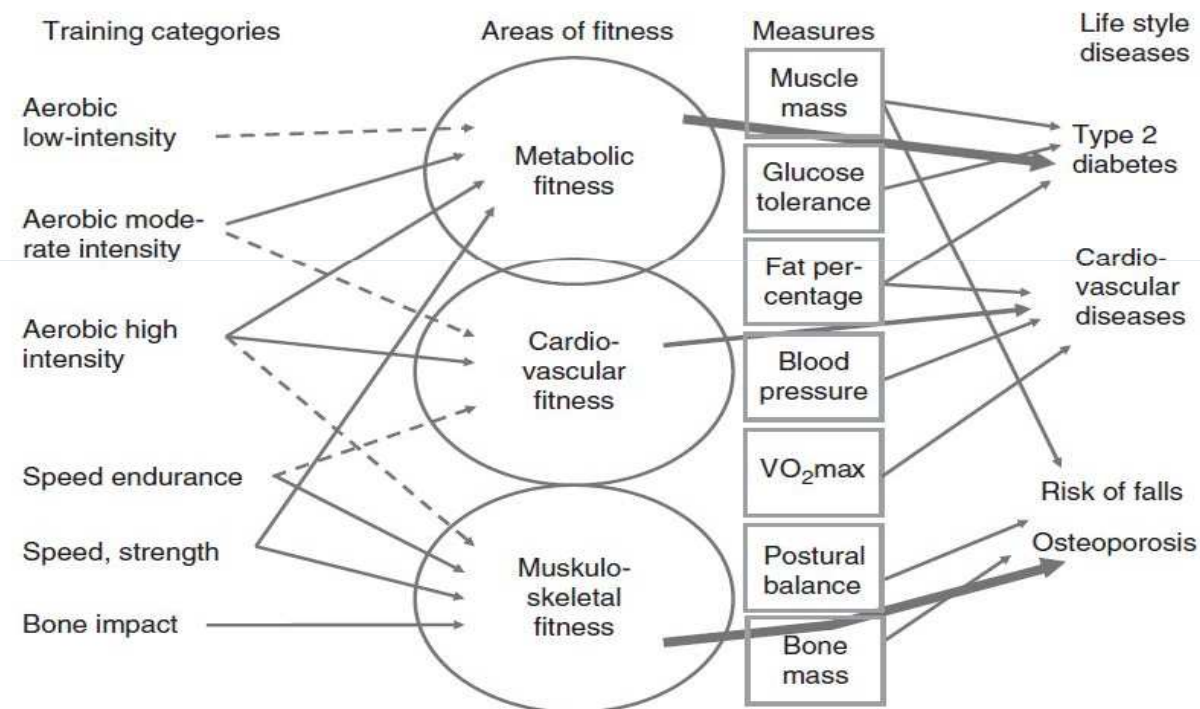 Training categories
Areas of fitness
Measures
Life style
diseases
Aerobic
low-intensity
Aerobic mode-
rate intensity
Aerobic high
intensity
Speed endurance
Speed, strength
Bone impact
Metabolic
fitness
Cardio-
vascular
fitness
Muskulo-
skeletal
fitness
Muscle
mass
Glucose
tolerance
Fat per-
centage
Blood
pressure
VO₂max
Postural
balance
Bone
mass
Type 2
diabetes
Cardio-
vascular
diseases
Risk of falls
Osteoporosis